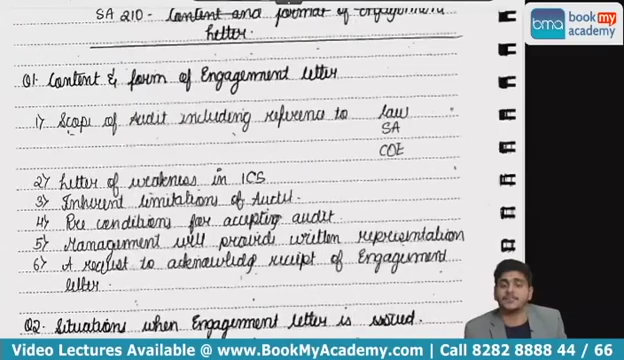 SA 210 - Content and format of engagement
letter.
bma book my academy
Q1. Content & form of Engagement letter
1) Scope of Audit including reference to law
SA
COE
2) Letter of weakness in ICS
3) Inherent limitations of Audit.
4) Pre conditions for accepting audit.
5) Management will provide written representation
6) A request to acknowledg receipt of Engagement
letter.
Q2. Situations when Engagement letter is issued.
Video Lectures Available @ www.BookMyAcademy.com | Call 8282 8888 44 / 66